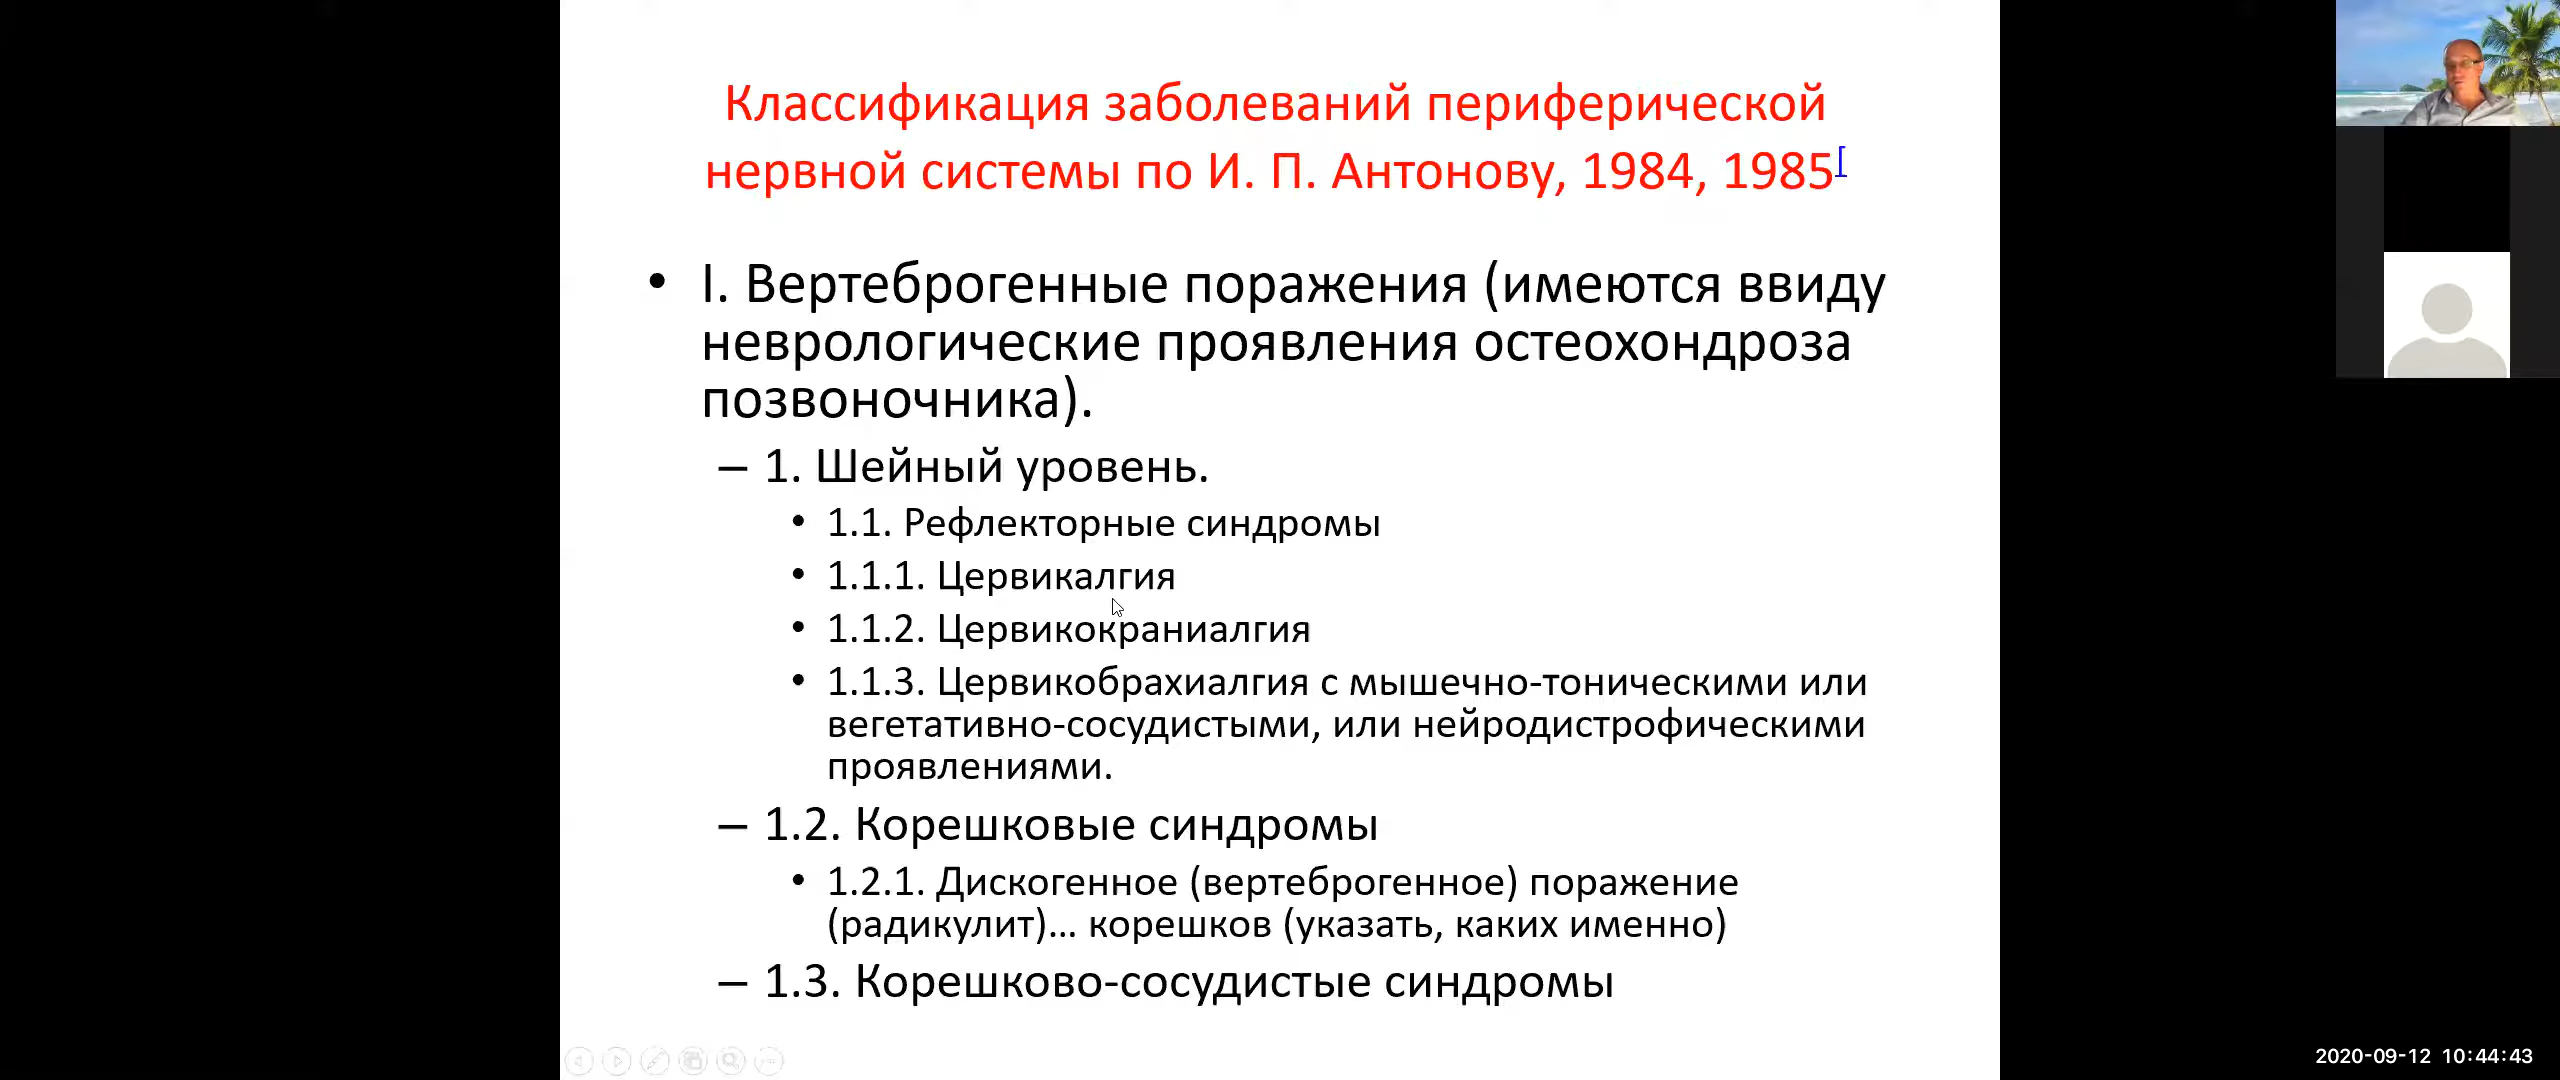 Классификация заболеваний периферической
нервной системы по И. П. Антонову, 1984, 1985[
• I. Вертеброгенные поражения (имеются ввиду
неврологические проявления остеохондроза
позвоночника).
– 1. Шейный уровень.
• 1.1. Рефлекторные синдромы
• 1.1.1. Цервикалгия
• 1.1.2. Цервикокраниалгия
• 1.1.3. Цервикобрахиалгия с мышечно-тоническими или
вегетативно-сосудистыми, или нейродистрофическими
проявлениями.
– 1.2. Корешковые синдромы
• 1.2.1. Дискогенное (вертеброгенное) поражение
(радикулит)... корешков (указать, каких именно)
– 1.3. Корешково-сосудистые синдромы
2020-09-12 10:44:43